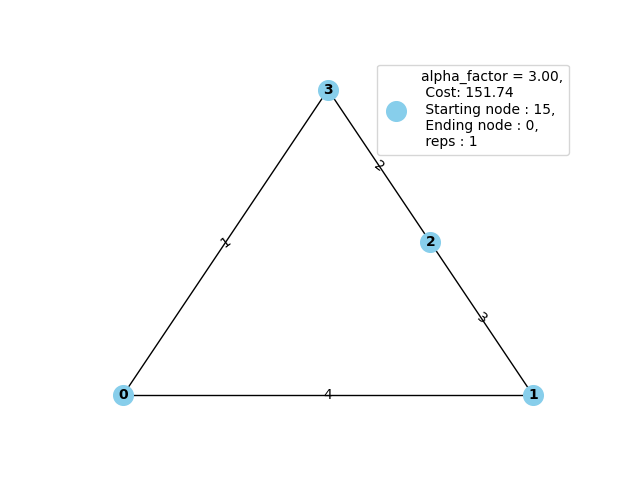 3
alpha_factor = 3.00,
Cost: 151.74
Starting node : 15,
Ending node : 0,
reps : 1
2
1
2
3
0
4
1